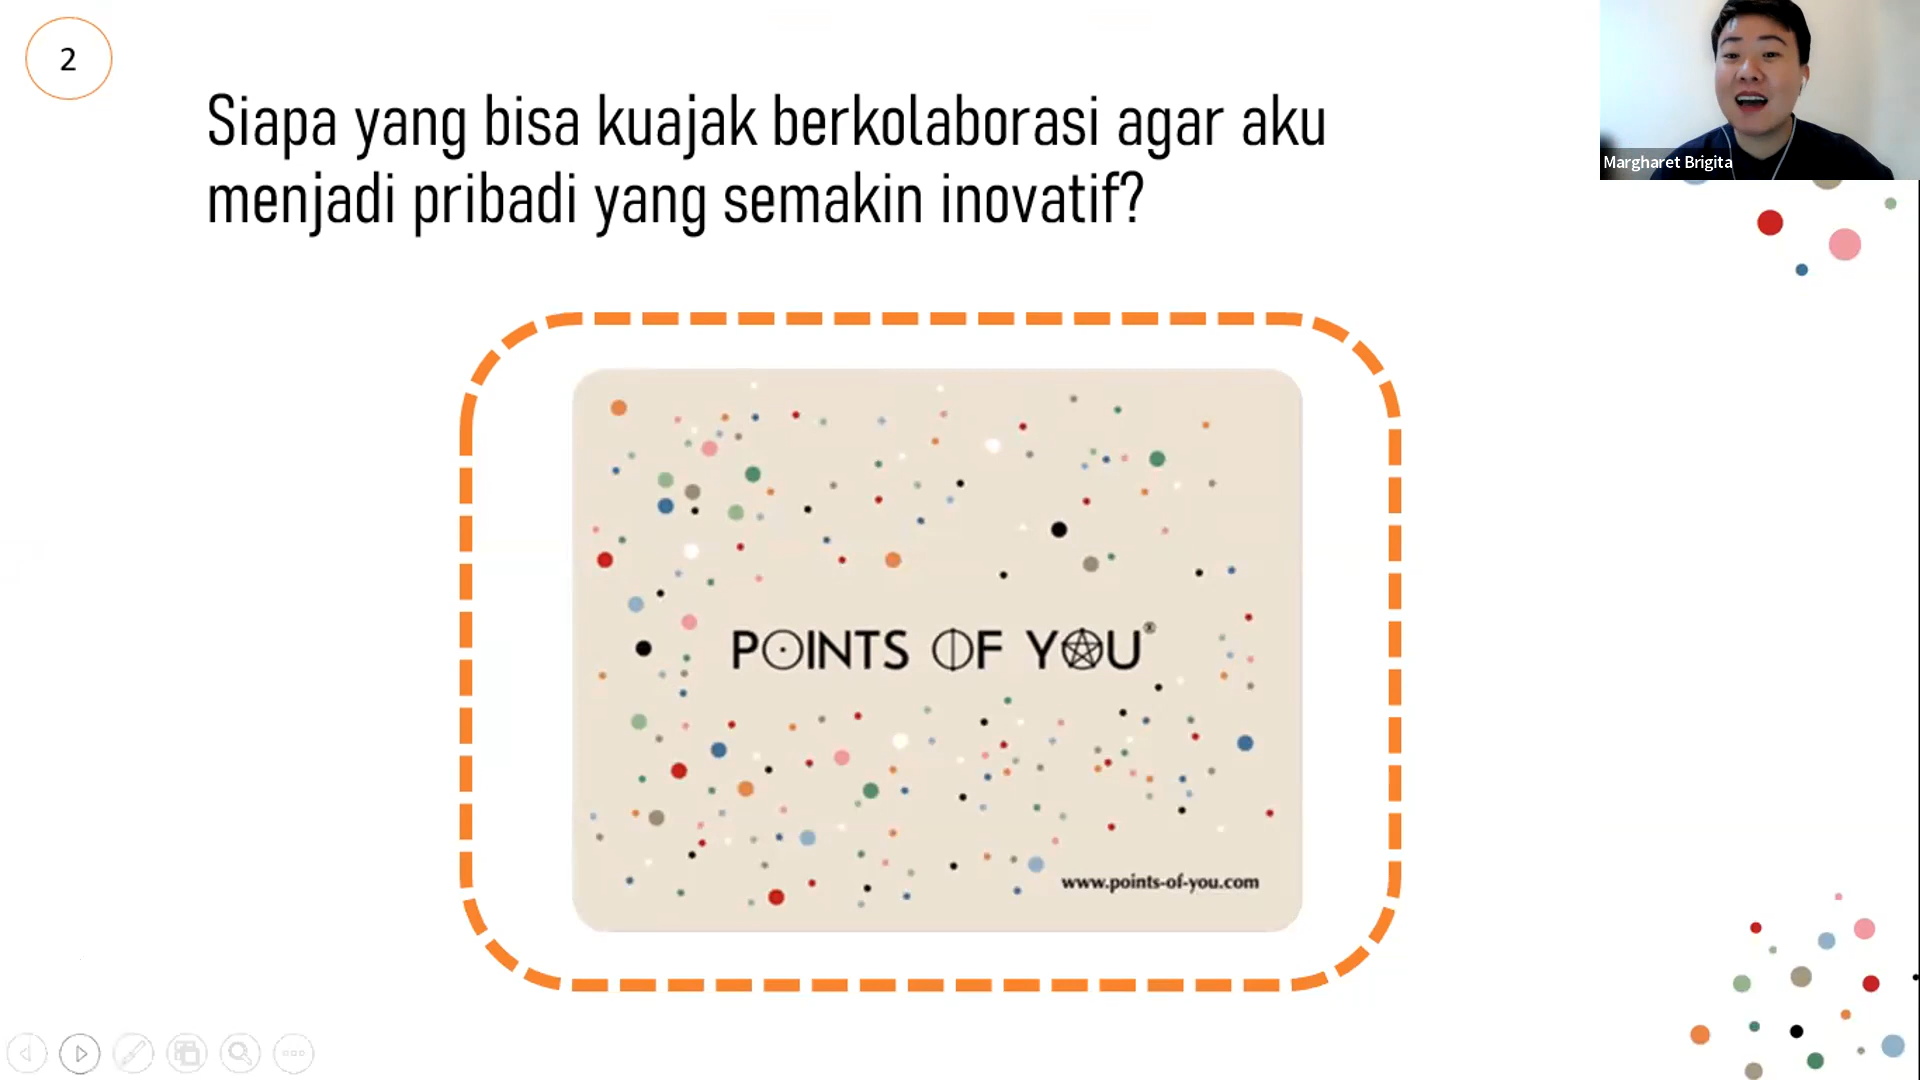 2
Siapa yang bisa kuajak berkolaborasi agar aku
menjadi pribadi yang semakin inovatif?
Margharet Brigita
POINTS OF YOU®
www.points-of-you.com